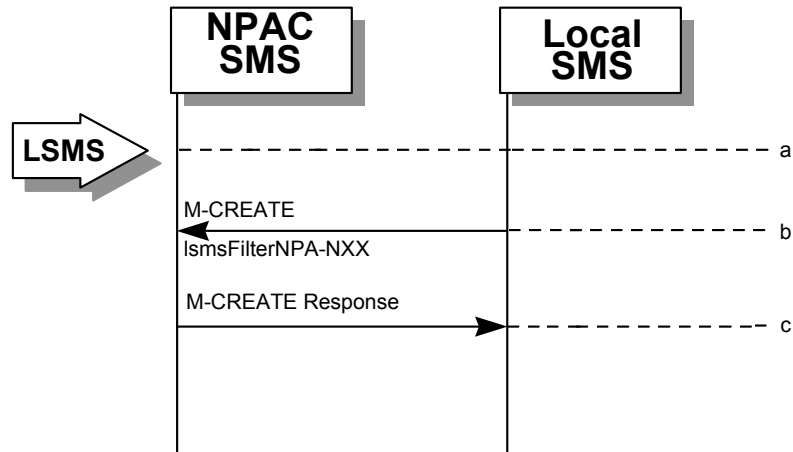 NPAC
SMS
Local
SMS
LSMS
a
M-CREATE
b
lsmsFilterNPA-NXX
M-CREATE Response
c